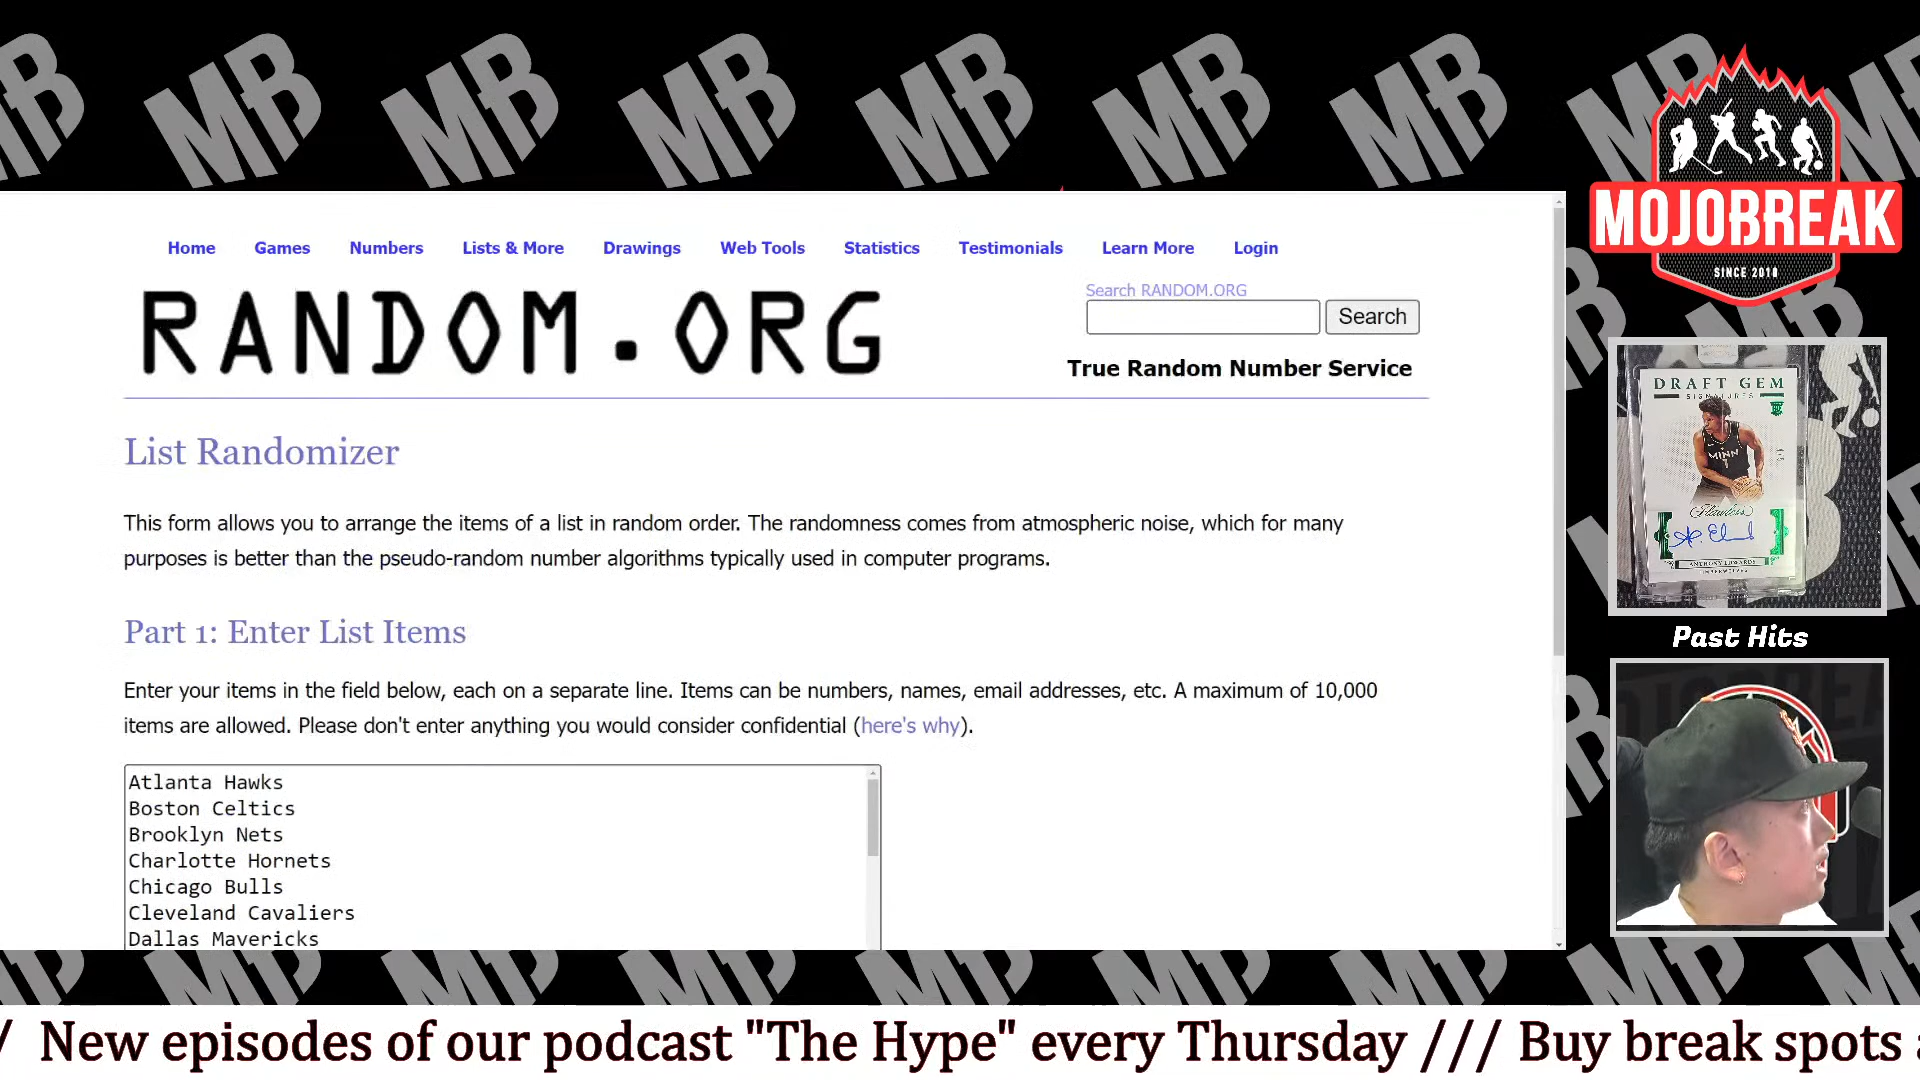 MB MB MB MB MB MB MB
MOJOBREAK
SINCE 2010
Home Games Numbers Lists & More Drawings Web Tools Statistics Testimonials Learn More Login
RANDOM.ORG
Search RANDOM.ORG
Search
True Random Number Service
List Randomizer
This form allows you to arrange the items of a list in random order. The randomness comes from atmospheric noise, which for many
purposes is better than the pseudo-random number algorithms typically used in computer programs.
Part 1: Enter List Items
Enter your items in the field below, each on a separate line. Items can be numbers, names, email addresses, etc. A maximum of 10,000
items are allowed. Please don't enter anything you would consider confidential (here's why).
Atlanta Hawks
Boston Celtics
Brooklyn Nets
Charlotte Hornets
Chicago Bulls
Cleveland Cavaliers
Dallas Mavericks
DRAFT GEM
SIGNATURES
MINN
1
Flawless
ANTHONY EDWARDS
Past Hits
/ New episodes of our podcast "The Hype" every Thursday /// Buy break spots a